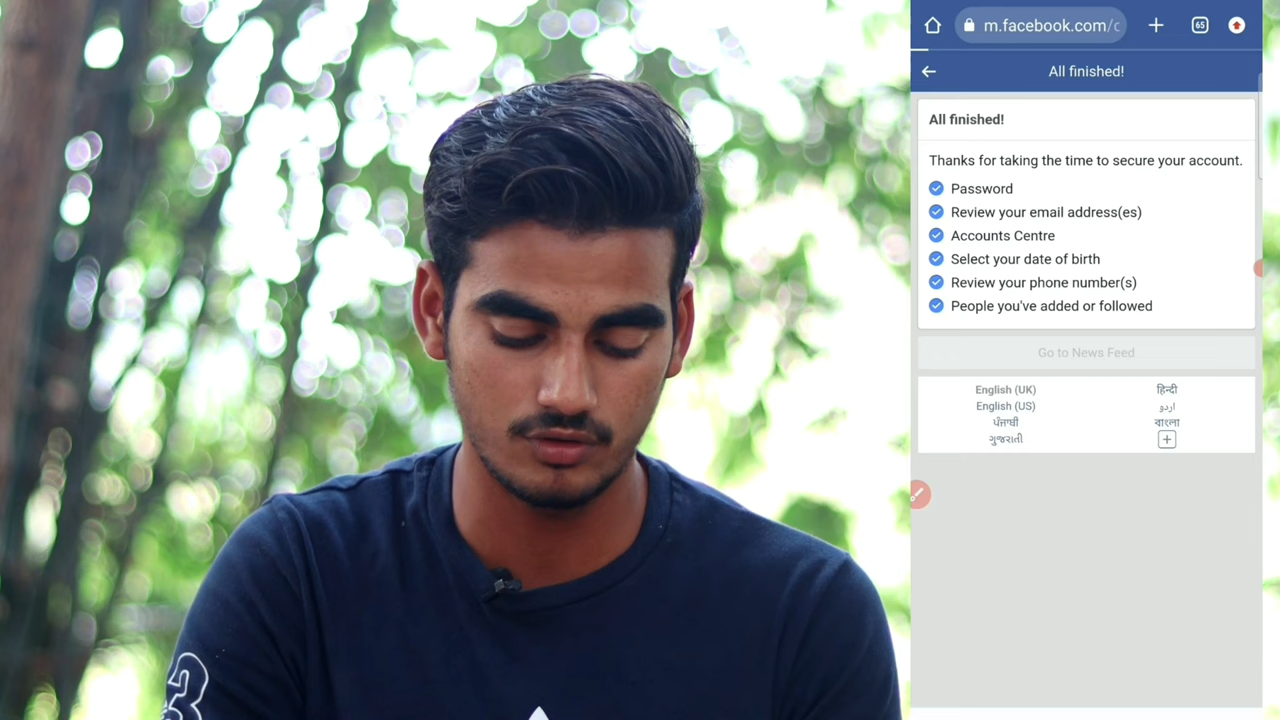 m.facebook.com/c
65
All finished!
All finished!
Thanks for taking the time to secure your account.
Password
Review your email address(es)
Accounts Centre
Select your date of birth
Review your phone number(s)
People you've added or followed
Go to News Feed
English (UK)
हिन्दी
English (US)
اردو
ਪੰਜਾਬੀ
বাংলা
ગુજરાતી
3